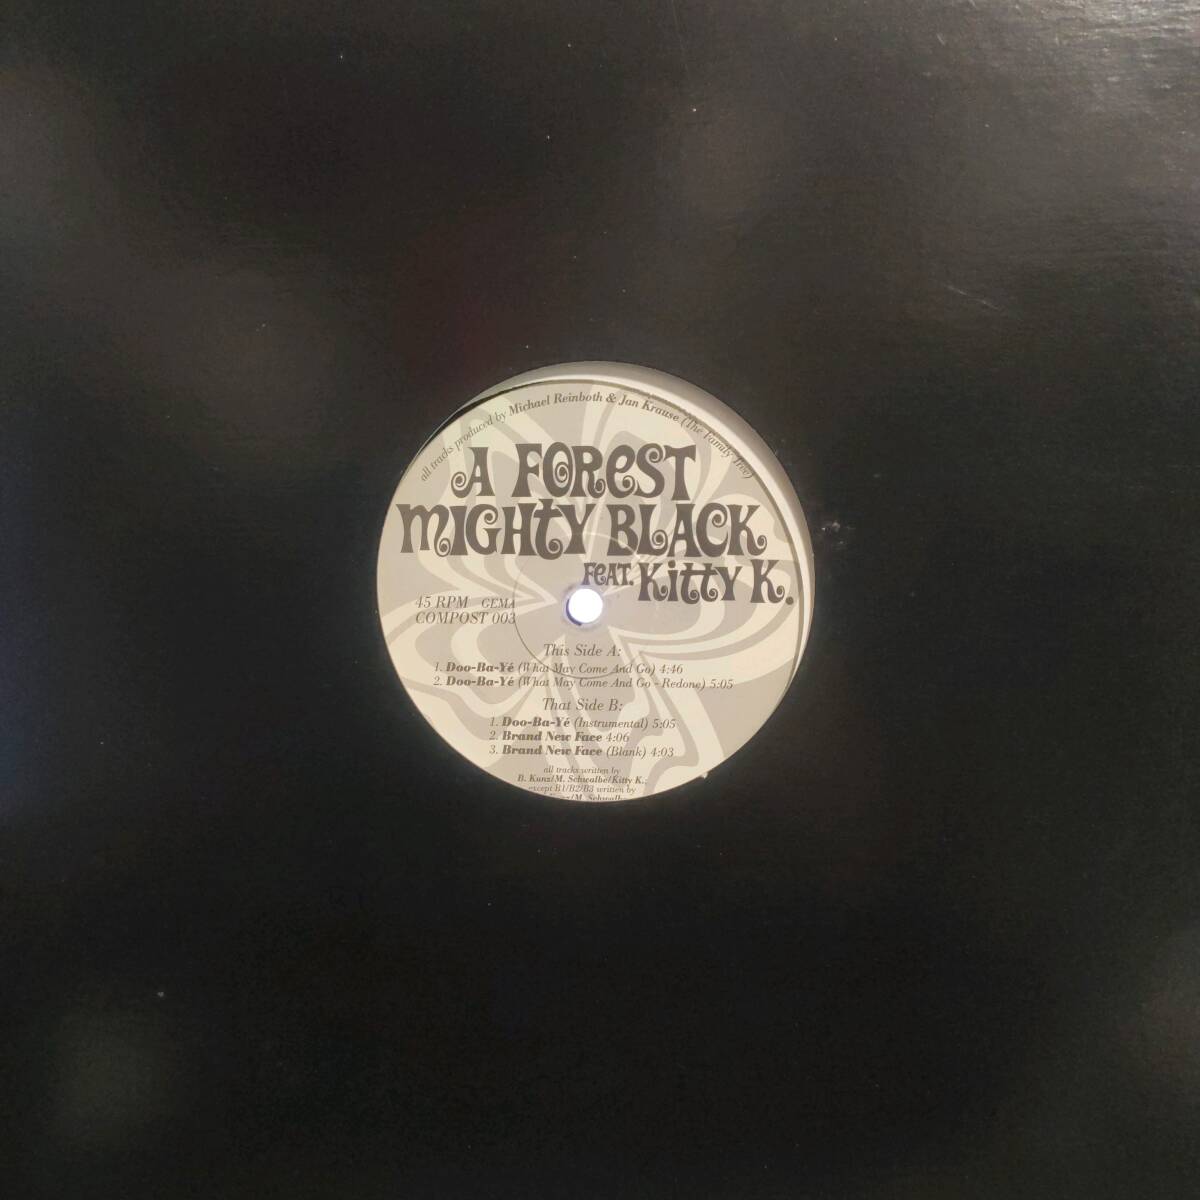 all tracks produced by Michael Reinboth & Jan Krause (The Family Tree)
A FOREST
MIGHTY BLACK
FEAT. KITTY K.
45 RPM GEMA
COMPOST 003
This Side A:
1. Doo-Ba-Yé (What May Come And Go) 4:46
2. Doo-Ba-Yé (What May Come And Go - Redone) 5:05
That Side B:
1. Doo-Ba-Yé (Instrumental) 5:05
2. Brand New Face 4:06
3. Brand New Face (Blank) 4:03
all tracks written by
B. Kunz/M. Schwalbe/Kitty K.;
except B1/B2/B3 written by
M. Schwalbe